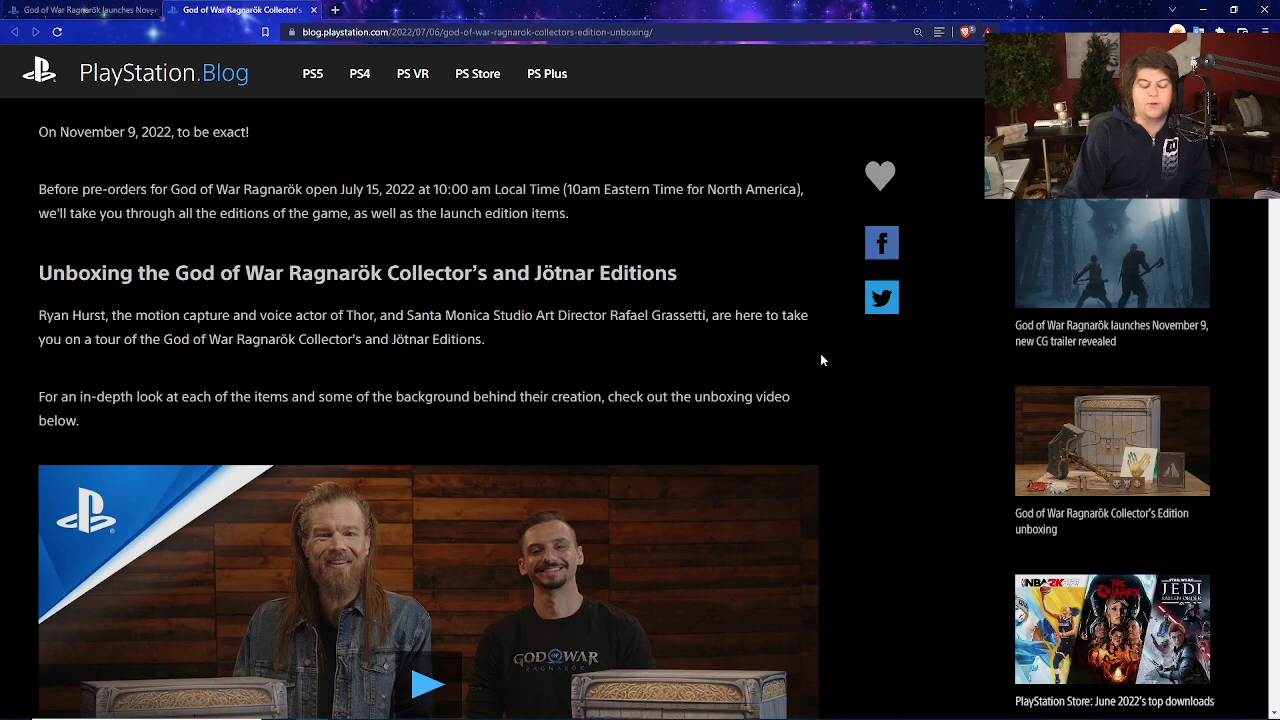 God of War Ragnarök launches Nove
God of War Ragnarök Collector's
blog.playstation.com/2022/07/06/god-of-war-ragnarok-collectors-edition-unboxing/
PlayStation.Blog
PS5
PS4
PS VR
PS Store
PS Plus
On November 9, 2022, to be exact!
Before pre-orders for God of War Ragnarök open July 15, 2022 at 10:00 am Local Time (10am Eastern Time for North America),
we'll take you through all the editions of the game, as well as the launch edition items.
Unboxing the God of War Ragnarök Collector's and Jötnar Editions
Ryan Hurst, the motion capture and voice actor of Thor, and Santa Monica Studio Art Director Rafael Grassetti, are here to take
you on a tour of the God of War Ragnarök Collector's and Jötnar Editions.
For an in-depth look at each of the items and some of the background behind their creation, check out the unboxing video
below.
GOD OF WAR
RAGNARÖK
God of War Ragnarök launches November 9,
new CG trailer revealed
God of War Ragnarök Collector's Edition
unboxing
NBA 2K22
THE
QUARRY
STAR WARS
JEDI
FALLEN ORDER
PlayStation Store: June 2022's top downloads